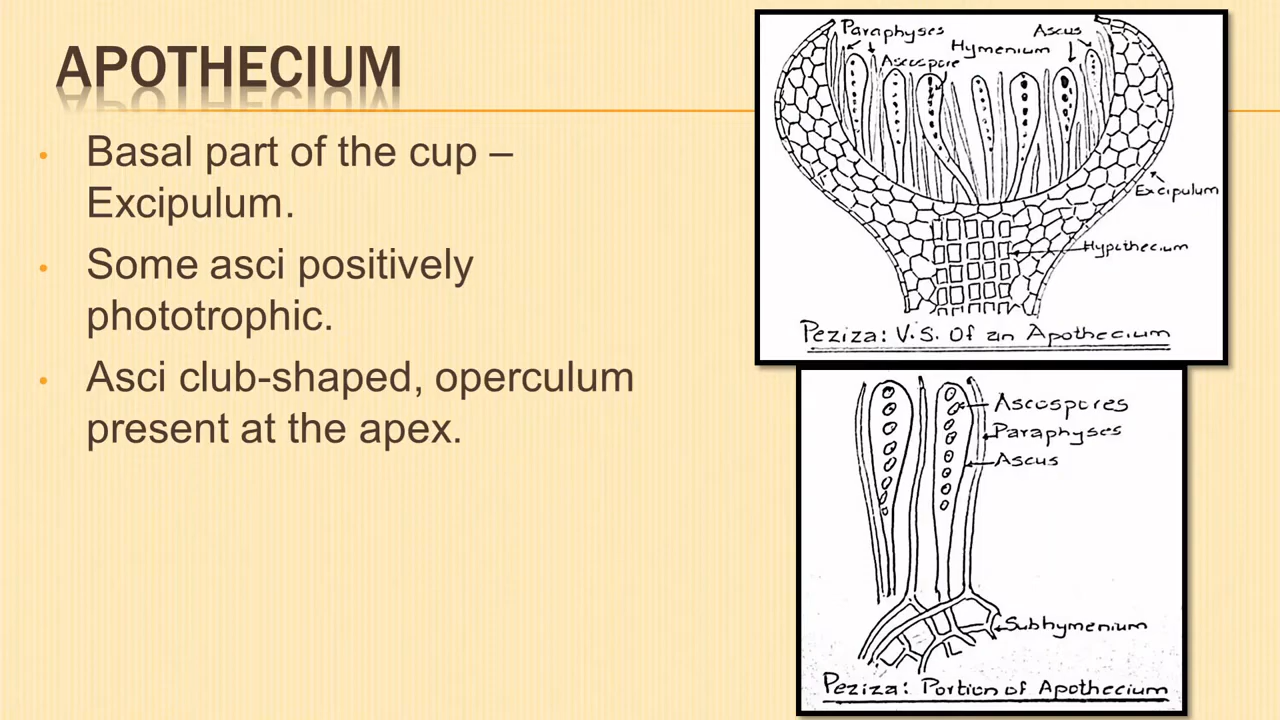 APOTHECIUM
• Basal part of the cup –
Excipulum.
• Some asci positively
phototrophic.
• Asci club-shaped, operculum
present at the apex.
Paraphyses
Ascus
Hymenium
Ascospore
Excipulum
Hypothecium
Peziza: V.S. Of an Apothecium
Ascospores
Paraphyses
Ascus
Subhymenium
Peziza: Portion of Apothecium